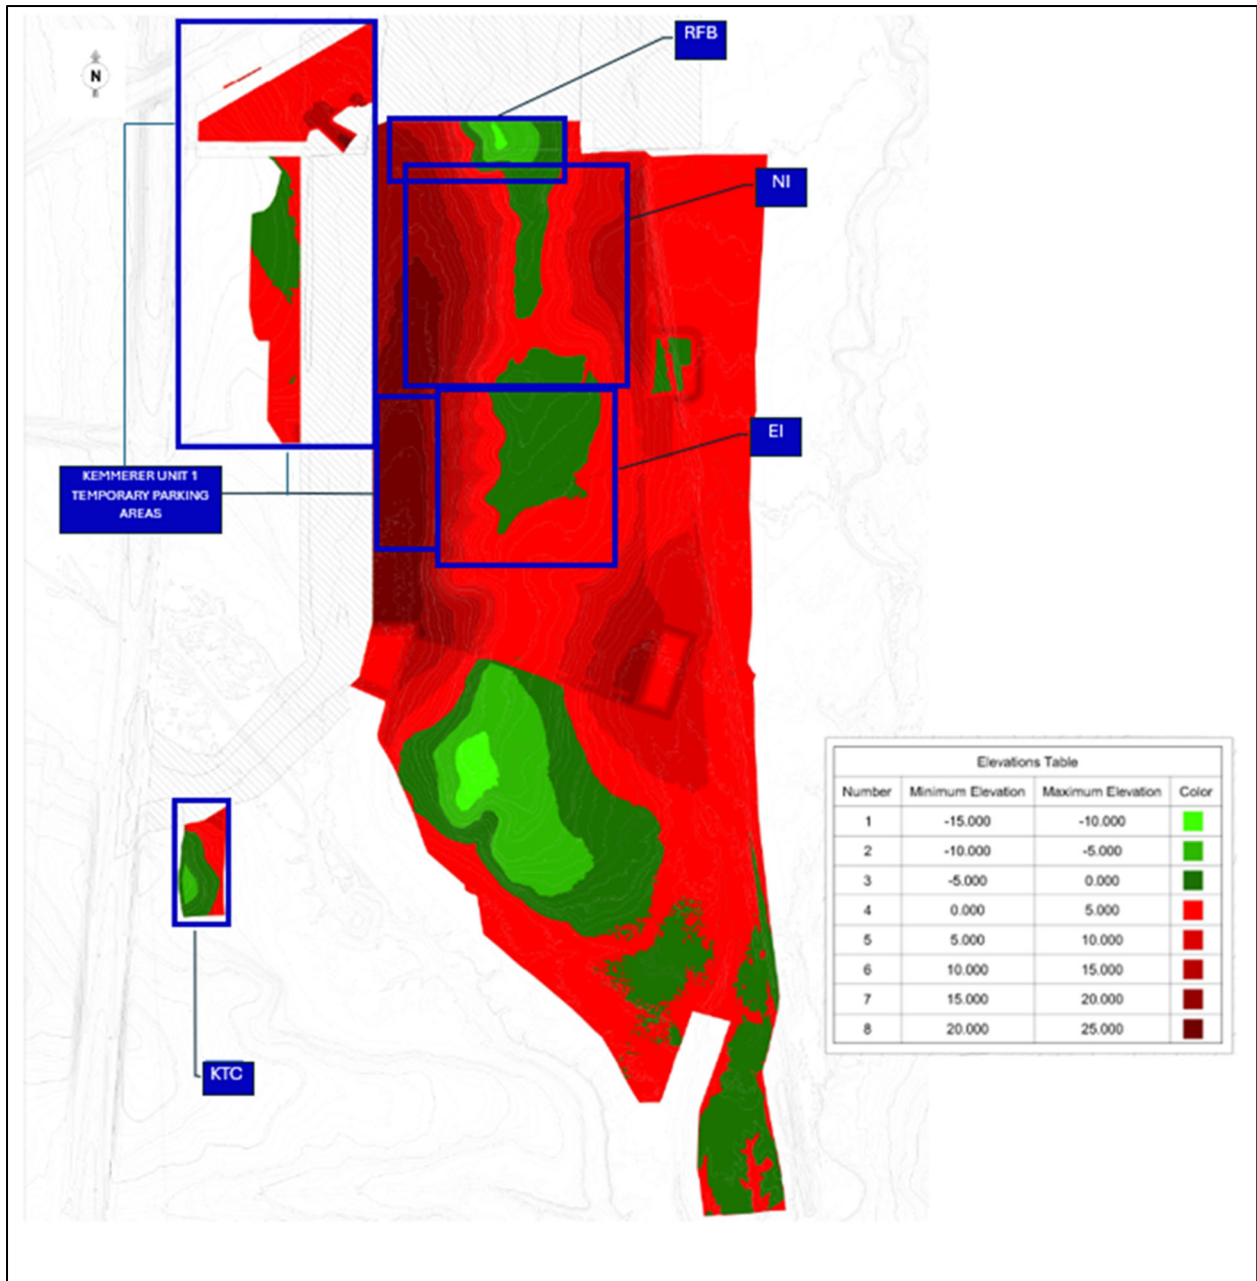 N
RFB
NI
EI
KEMMERER UNIT 1
TEMPORARY PARKING
AREAS
KTC
Elevations Table
Number Minimum Elevation Maximum Elevation Color
1 -15.000 -10.000
2 -10.000 -5.000
3 -5.000 0.000
4 0.000 5.000
5 5.000 10.000
6 10.000 15.000
7 15.000 20.000
8 20.000 25.000